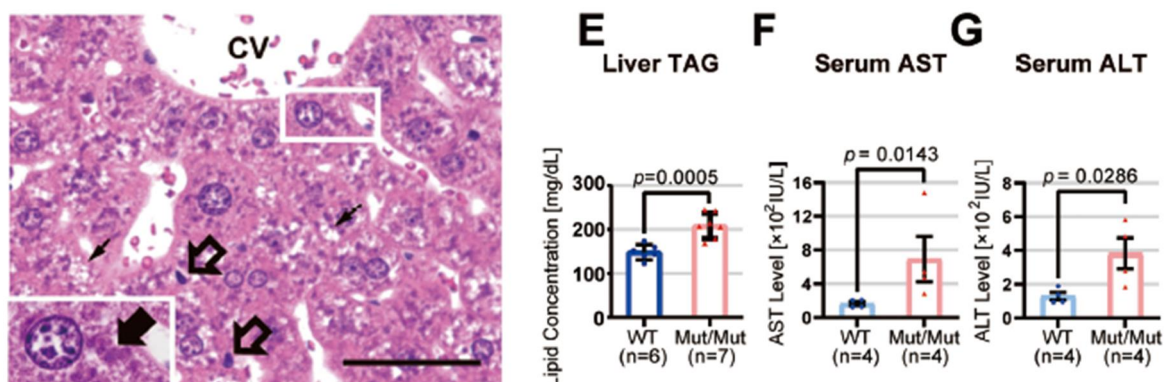 CV
E
Liver TAG
Lipid Concentration [mg/dL]
300
200
100
0
p=0.0005
WT
(n=6)
Mut/Mut
(n=7)
F
Serum AST
AST Level [×10²IU/L]
16
12
8
4
0
p = 0.0143
WT
(n=4)
Mut/Mut
(n=4)
G
Serum ALT
ALT Level [×10²IU/L]
8
6
4
2
0
p = 0.0286
WT
(n=4)
Mut/Mut
(n=4)